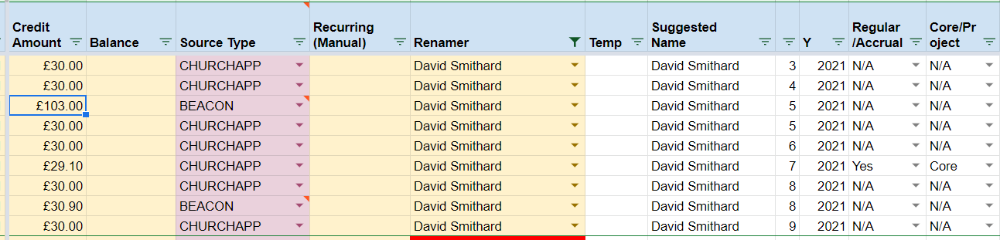 Credit Amount Balance Source Type Recurring (Manual) Renamer Temp Suggested Name Y Regular /Accrual Core/Pr oject
£30.00 CHURCHAPP David Smithard David Smithard 3 2021 N/A N/A
£30.00 CHURCHAPP David Smithard David Smithard 4 2021 N/A N/A
£103.00 BEACON David Smithard David Smithard 5 2021 N/A N/A
£30.00 CHURCHAPP David Smithard David Smithard 5 2021 N/A N/A
£30.00 CHURCHAPP David Smithard David Smithard 6 2021 N/A N/A
£29.10 CHURCHAPP David Smithard David Smithard 7 2021 Yes Core
£30.00 CHURCHAPP David Smithard David Smithard 8 2021 N/A N/A
£30.90 BEACON David Smithard David Smithard 8 2021 N/A N/A
£30.00 CHURCHAPP David Smithard David Smithard 9 2021 N/A N/A